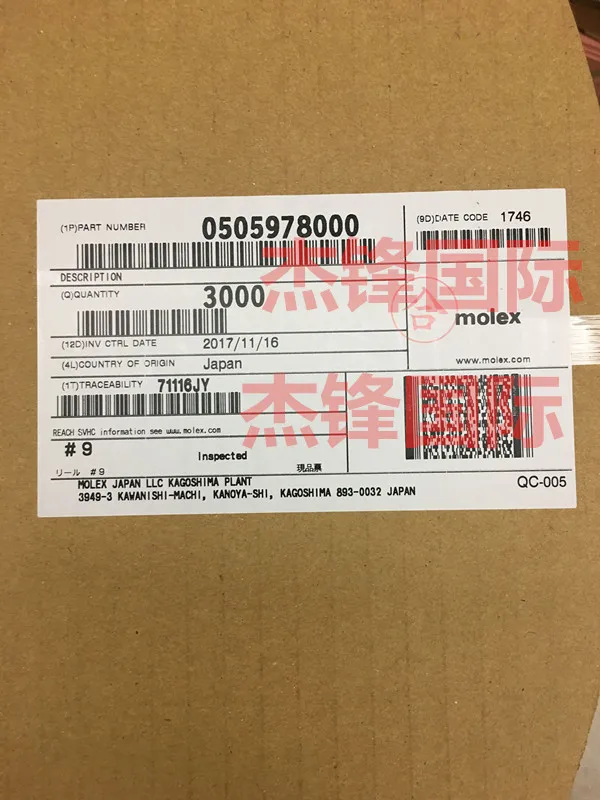 (1P)PART NUMBER 0505978000
(9D)DATE CODE 1746
DESCRIPTION
(Q)QUANTITY 3000
杰锋国际
合
molex
(12D)INV CTRL DATE 2017/11/16
(4L)COUNTRY OF ORIGIN Japan
www.molex.com
(1T)TRACEABILITY 71116JY
杰锋国际
REACH SVHC information see www.molex.com
#9
Inspected
現品票
リール #9
QC-005
MOLEX JAPAN LLC KAGOSHIMA PLANT
3949-3 KAWANISHI-MACHI, KANOYA-SHI, KAGOSHIMA 893-0032 JAPAN